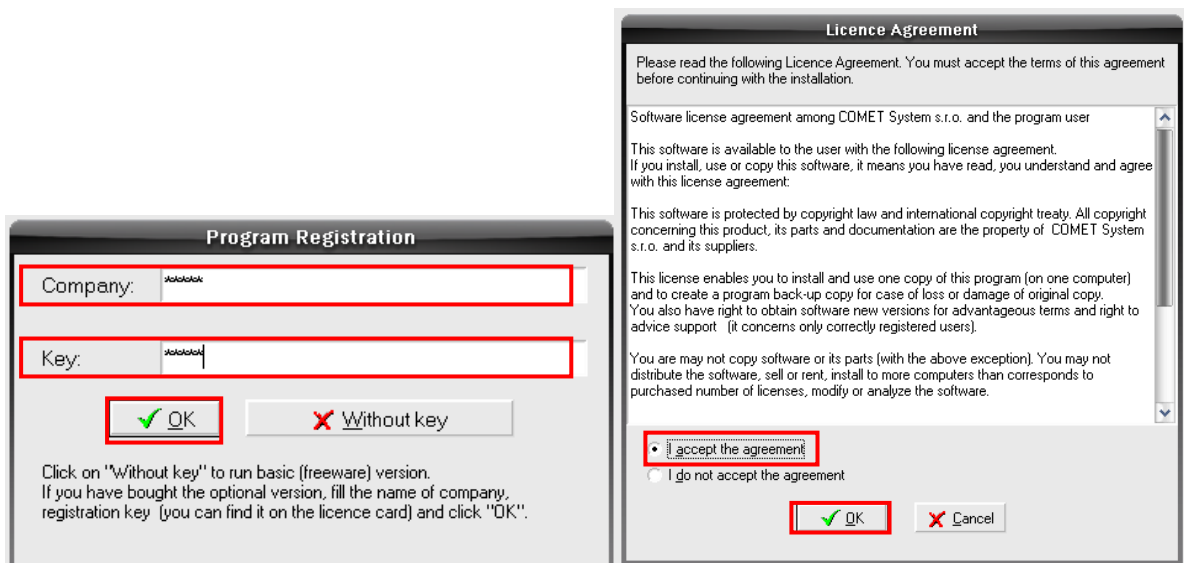 Program Registration
Company: ******
Key: ******
OK Without key
Click on "Without key" to run basic (freeware) version.
If you have bought the optional version, fill the name of company,
registration key (you can find it on the licence card) and click "OK".
Licence Agreement
Please read the following Licence Agreement. You must accept the terms of this agreement
before continuing with the installation.
Software license agreement among COMET System s.r.o. and the program user
This software is available to the user with the following license agreement.
If you install, use or copy this software, it means you have read, you understand and agree
with this license agreement:
This software is protected by copyright law and international copyright treaty. All copyright
concerning this product, its parts and documentation are the property of COMET System
s.r.o. and its suppliers.
This license enables you to install and use one copy of this program (on one computer)
and to create a program back-up copy for case of loss or damage of original copy.
You also have right to obtain software new versions for advantageous terms and right to
advice support (it concerns only correctly registered users).
You are may not copy software or its parts (with the above exception). You may not
distribute the software, sell or rent, install to more computers than corresponds to
purchased number of licenses, modify or analyze the software.
I accept the agreement
I do not accept the agreement
OK Cancel